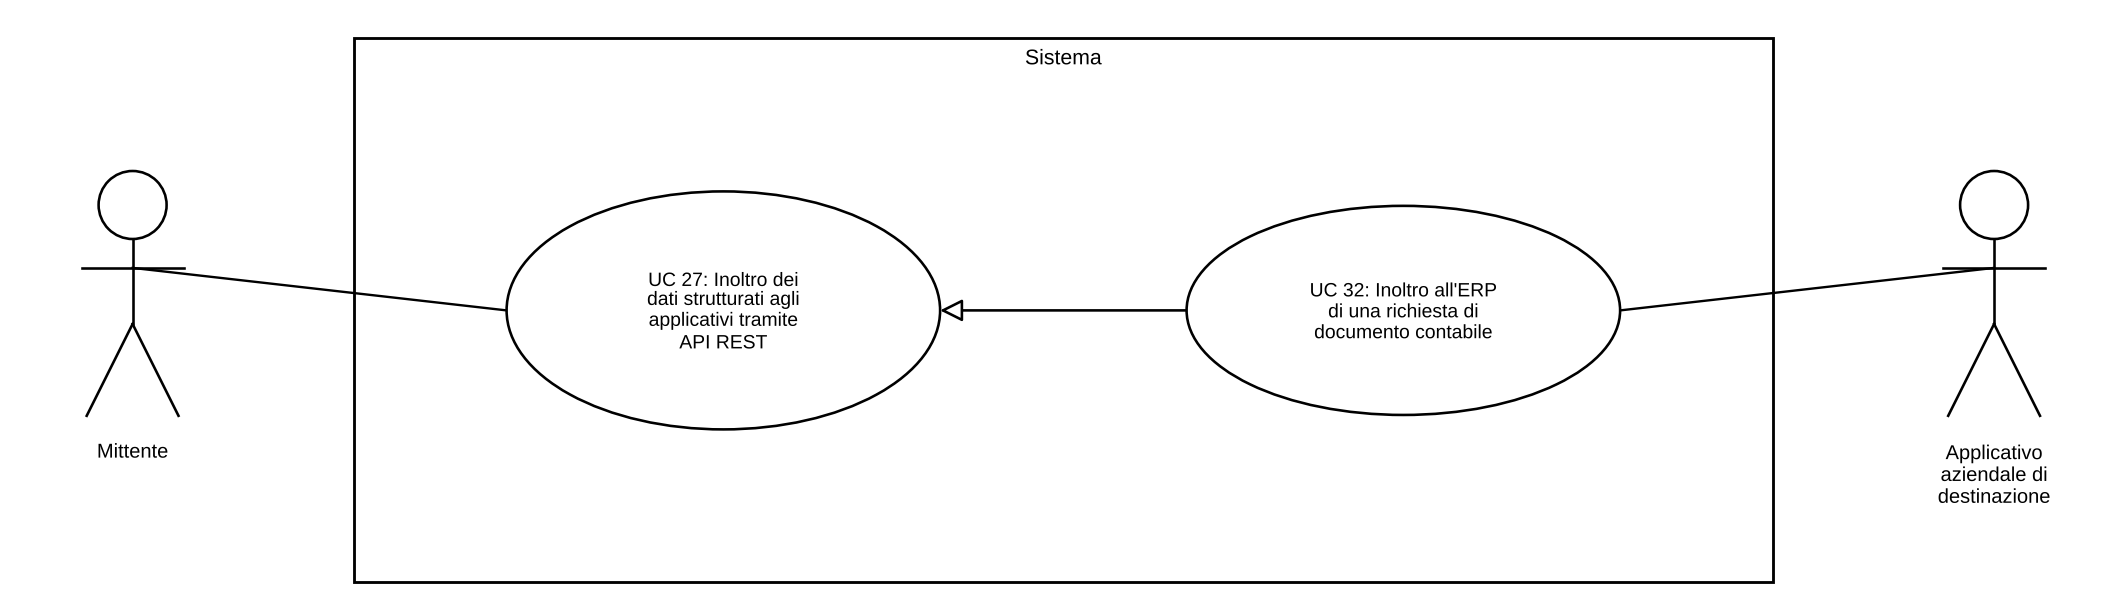 Sistema
UC 27: Inoltro dei
dati strutturati agli
applicativi tramite
API REST
UC 32: Inoltro all'ERP
di una richiesta di
documento contabile
Mittente
Applicativo
aziendale di
destinazione